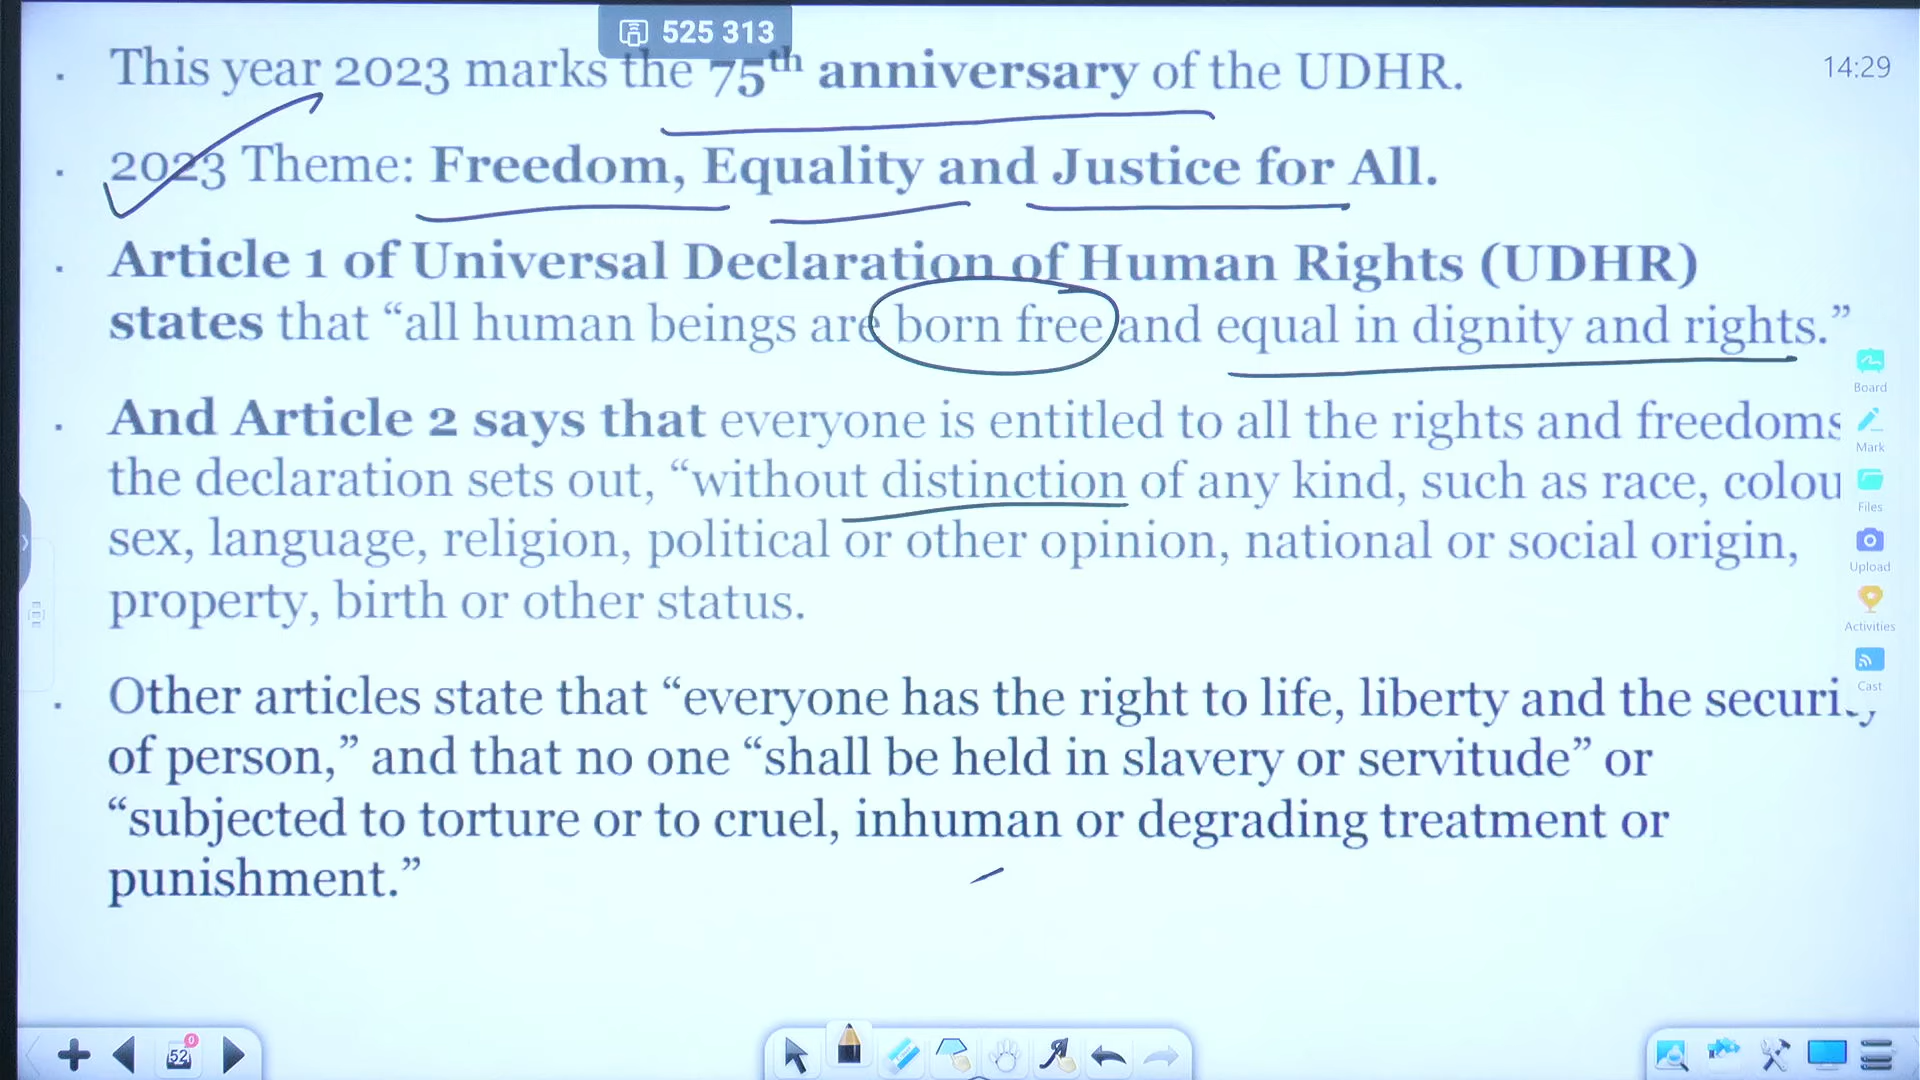 525 313
14:29
. This year 2023 marks the 75th anniversary of the UDHR.
. 2023 Theme: Freedom, Equality and Justice for All.
. Article 1 of Universal Declaration of Human Rights (UDHR)
states that “all human beings are born free and equal in dignity and rights.”
. And Article 2 says that everyone is entitled to all the rights and freedoms
the declaration sets out, “without distinction of any kind, such as race, colou
sex, language, religion, political or other opinion, national or social origin,
property, birth or other status.
. Other articles state that “everyone has the right to life, liberty and the securi
of person,” and that no one “shall be held in slavery or servitude” or
“subjected to torture or to cruel, inhuman or degrading treatment or
punishment.”
Board
Mark
Files
Upload
Activities
Cast
52
0